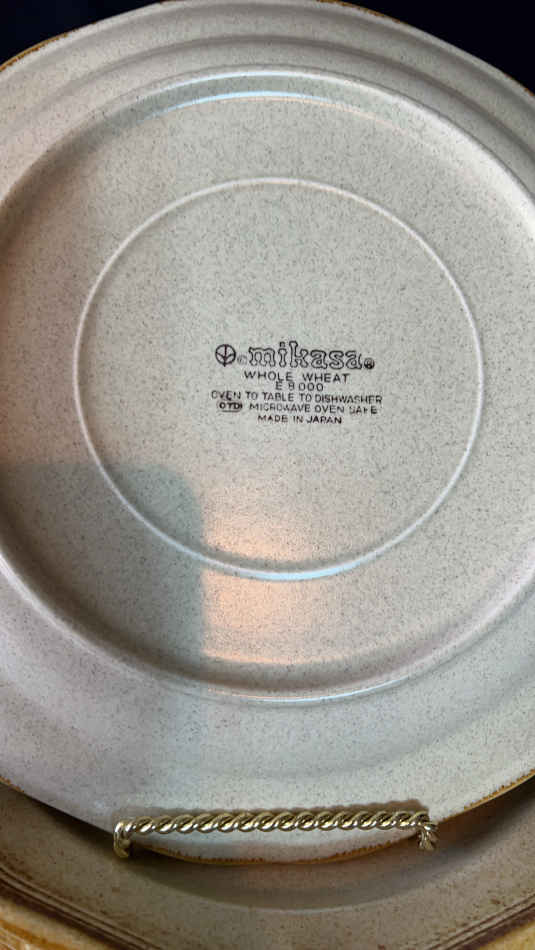 © mikasa ®
WHOLE WHEAT
E 8000
OVEN TO TABLE TO DISHWASHER
OTD MICROWAVE OVEN SAFE
MADE IN JAPAN